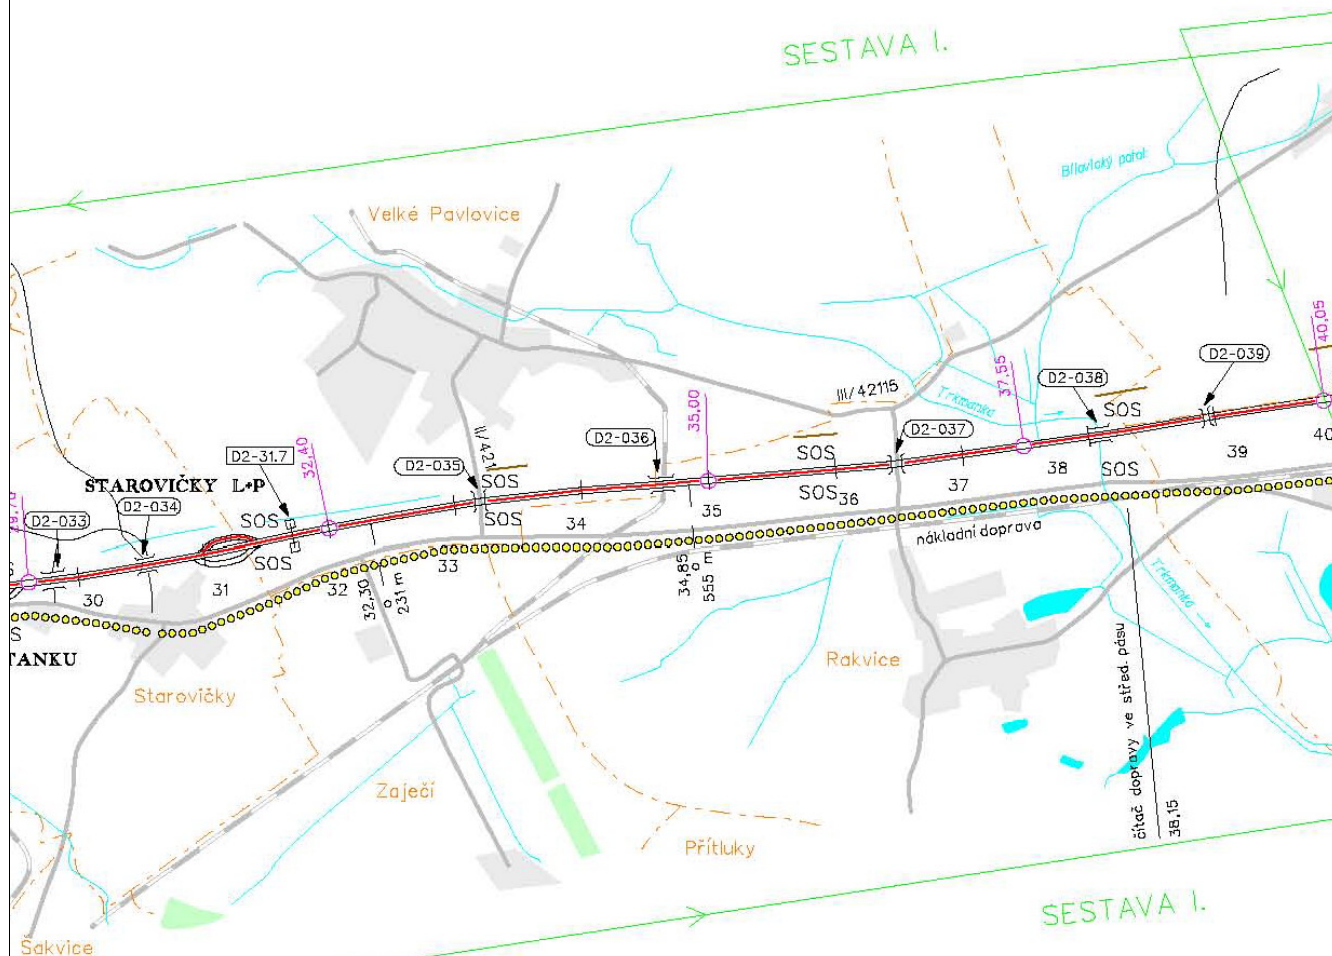 SESTAVA I.
Velké Pavlovice
Bílovický potok
40,05
III/42115
Trkmanka
37,55
D2-038
D2-039
SOS
35,00
D2-036
SOS
D2-037
39
40
38
SOS
II/421
D2-035
SOS
SOS
SOS
36
37
35
34
SOS
32,40
D2-31.7
STAROVIČKY L+P
D2-034
D2-033
SOS
SOS
nákladní doprava
33
32
31
30
32,30
231 m
34,85
555 m
Trkmanka
S
TANKU
Starovičky
Rakvice
čítač dopravy ve střed. pásu
38,15
Zaječí
Přítluky
SESTAVA I.
Šakvice